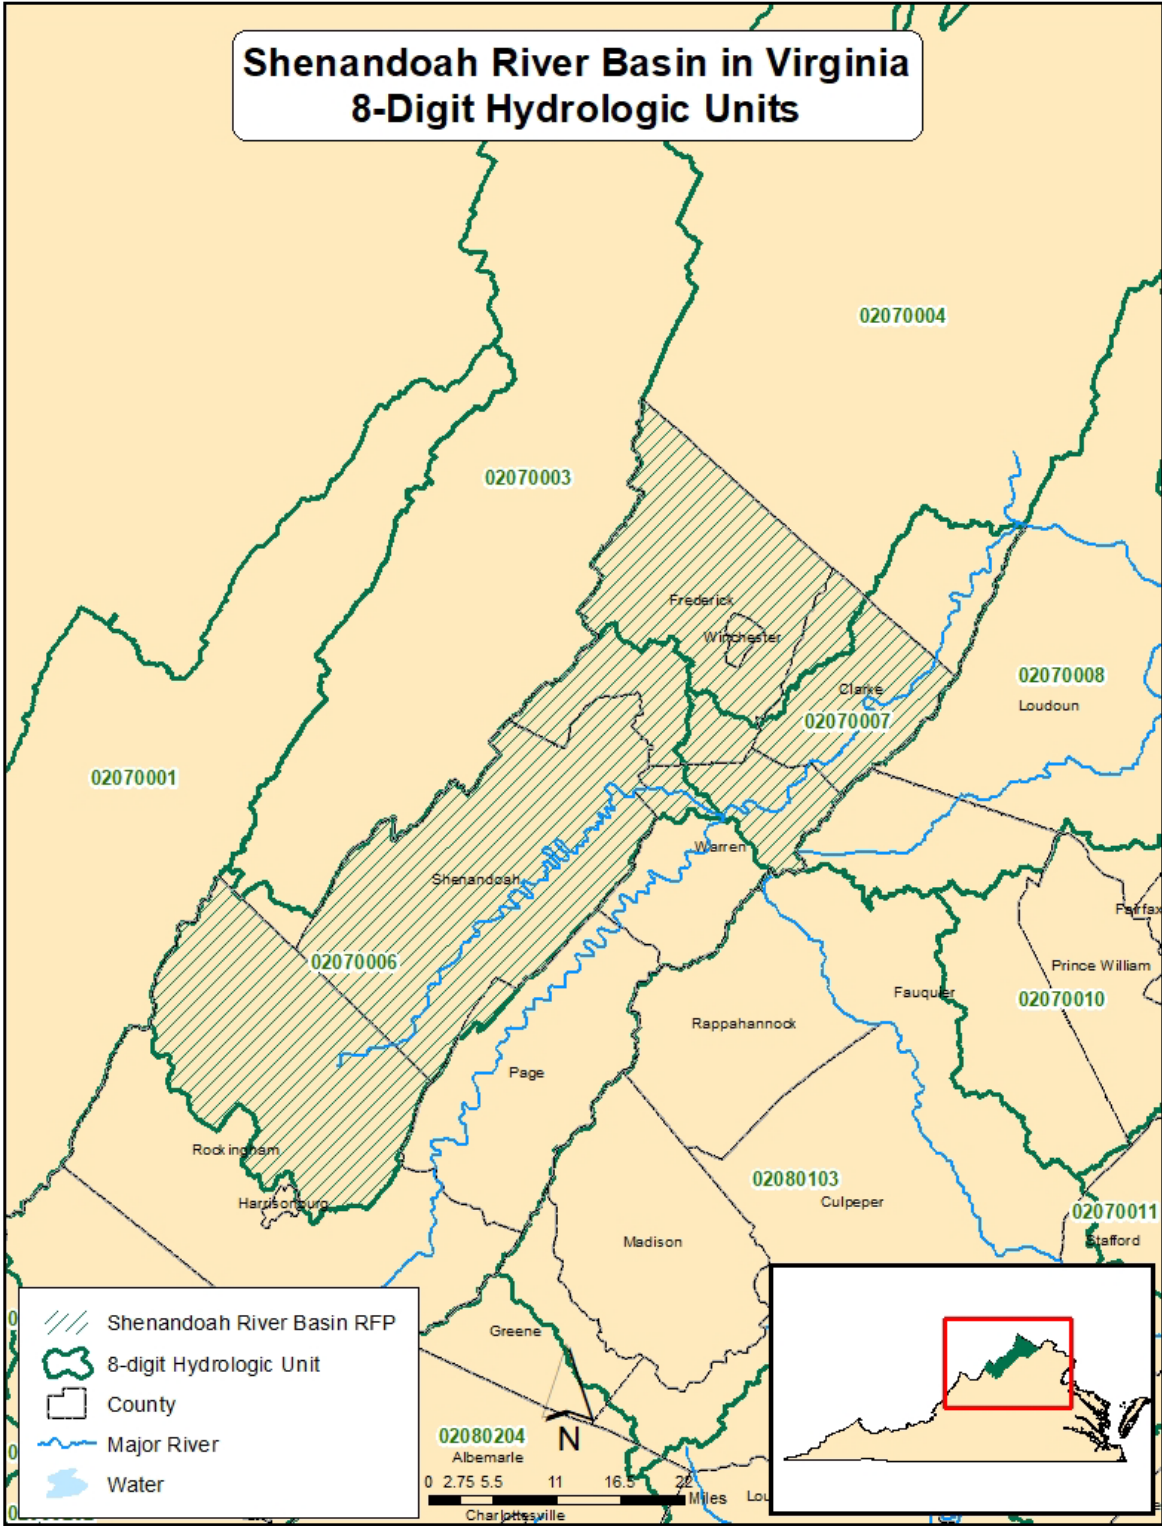 Shenandoah River Basin in Virginia
8-Digit Hydrologic Units
02070004
02070003
Frederick
Winchester
02070008
Clarke
Loudoun
02070007
02070001
Warren
Shenandoah
Fairfax
02070006
Prince William
Fauquier
02070010
Rappahannock
Page
Rockingham
02080103
Culpeper
Harrisonburg
02070011
Stafford
Madison
Shenandoah River Basin RFP
8-digit Hydrologic Unit
County
Major River
Water
Greene
02080204
N
Albemarle
0 2.75 5.5 11 16.5 22
Miles
Lou
Charlottesville